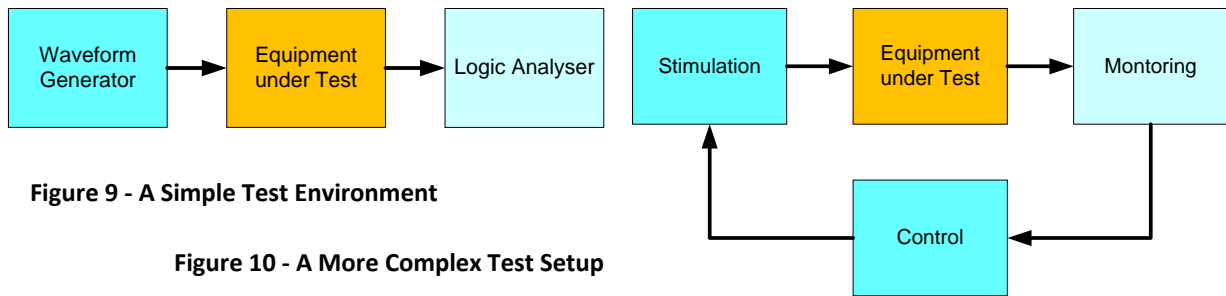 Waveform
Generator
Equipment
under Test
Logic Analyser
Stimulation
Equipment
under Test
Montoring
Control
Figure 9 - A Simple Test Environment
Figure 10 - A More Complex Test Setup